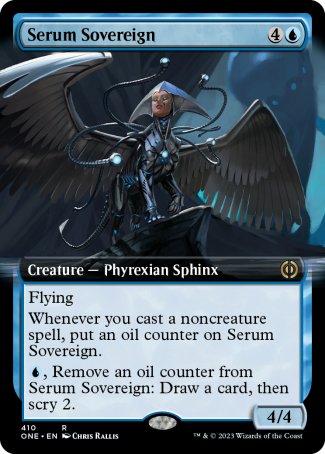 Serum Sovereign 4
Creature — Phyrexian Sphinx
Flying
Whenever you cast a noncreature
spell, put an oil counter on Serum
Sovereign.
, Remove an oil counter from
Serum Sovereign: Draw a card, then
scry 2.
4/4
410 R
ONE • EN Chris Rallis ™ & © 2023 Wizards of the Coast